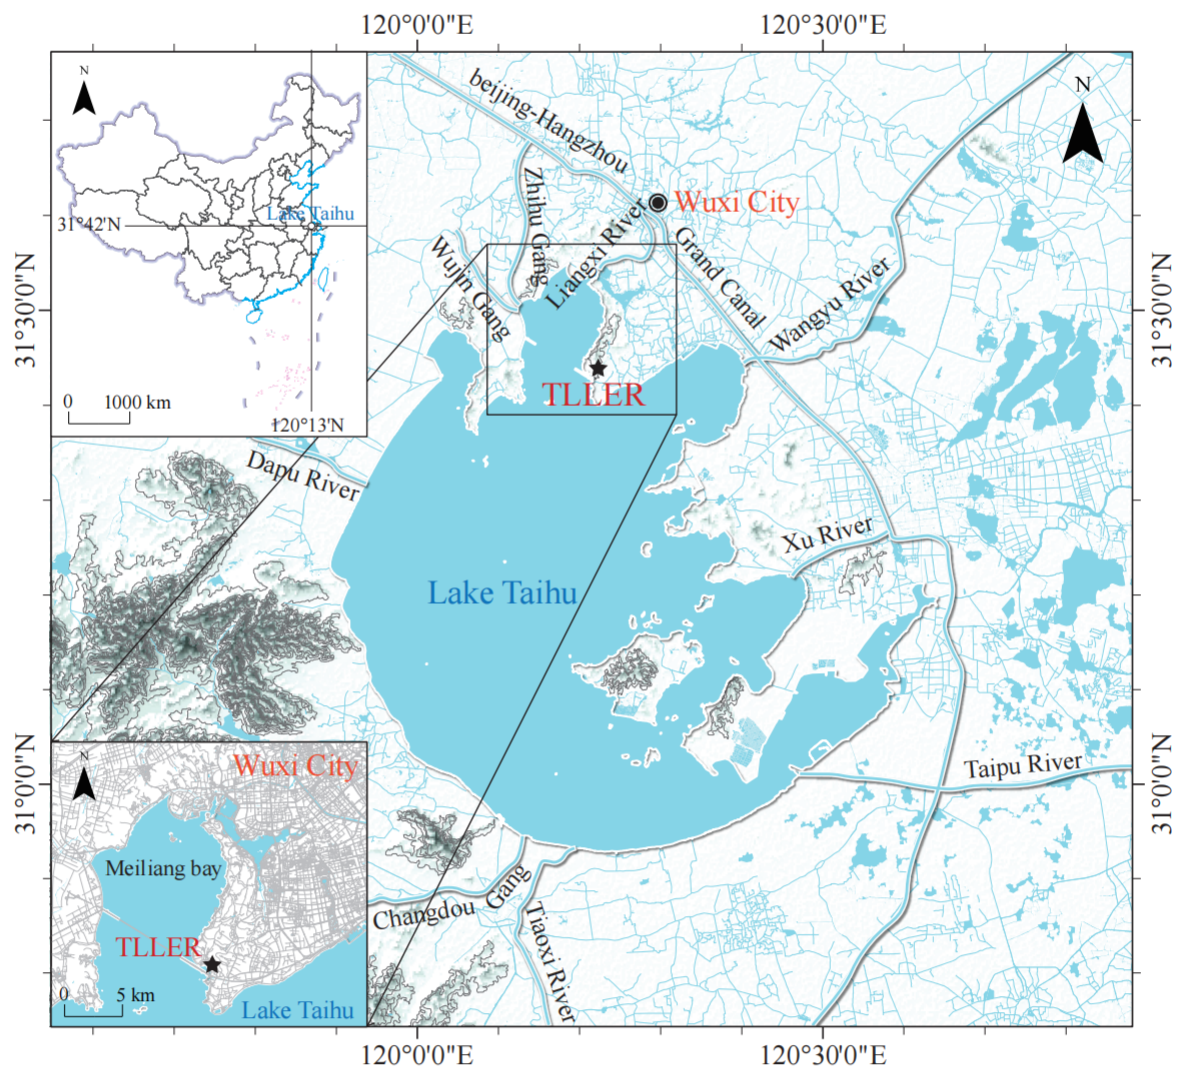 120°0'0"E
120°30'0"E
N
31°42'N
Lake Taihu
0
1000 km
120°13'N
N
beijing-Hangzhou
Zhihu Gang
Wujin Gang
Liangxi River
Wuxi City
Grand Canal
Wangyu River
TLLER
31°30'0"N
31°30'0"N
Dapu River
Xu River
Lake Taihu
Taipu River
31°0'0"N
31°0'0"N
N
Wuxi City
Meiliang bay
TLLER
0
5 km
Lake Taihu
Changdou Gang
Tiaoxi River
120°0'0"E
120°30'0"E